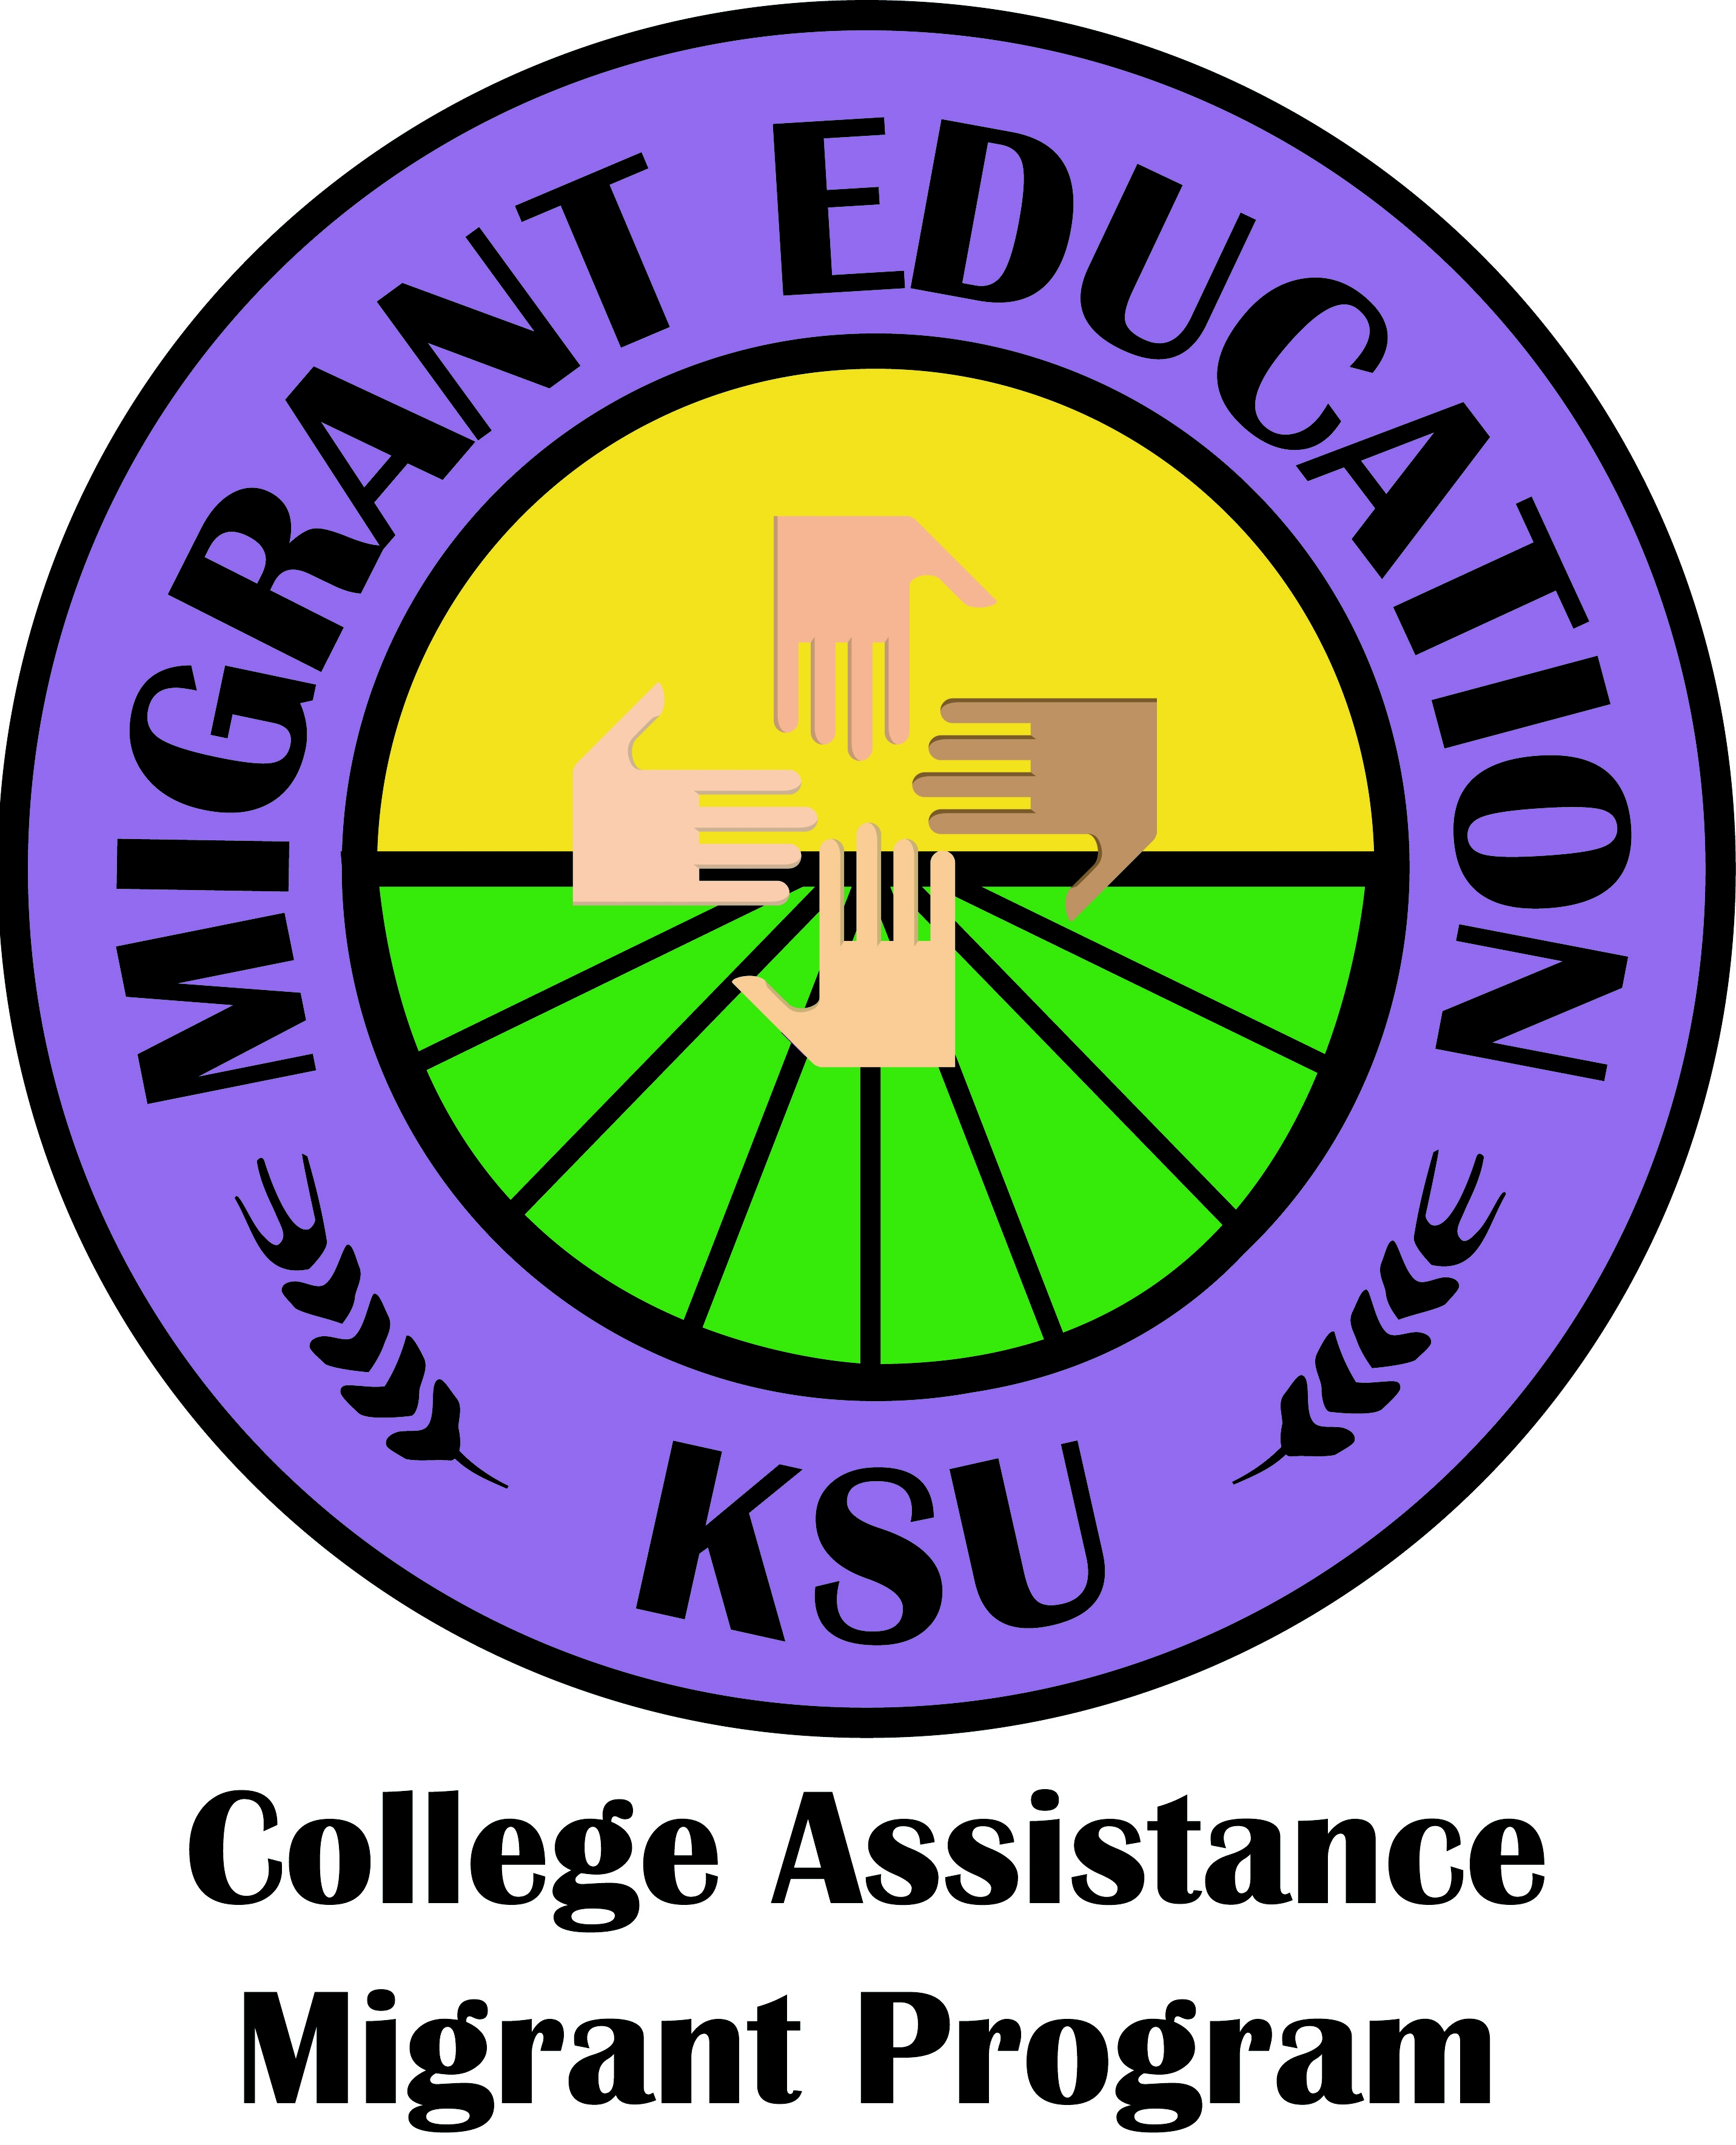 MIGRANT EDUCATION
KSU
College Assistance
Migrant Program